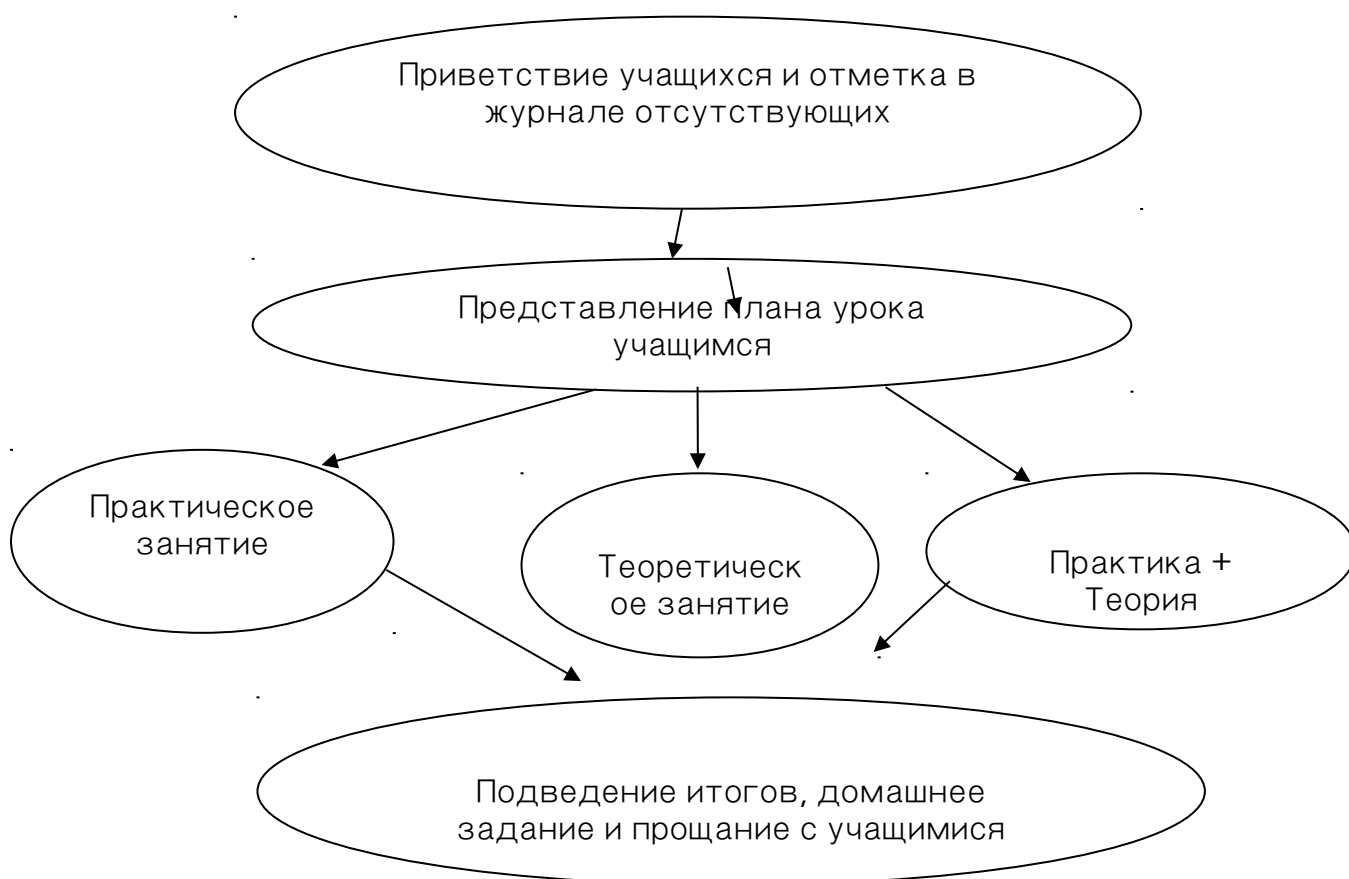 Приветствие учащихся и отметка в
журнале отсутствующих
Представление плана урока
учащимся
Практическое
занятие
Теоретическ
ое занятие
Практика +
Теория
Подведение итогов, домашнее
задание и прощание с учащимися